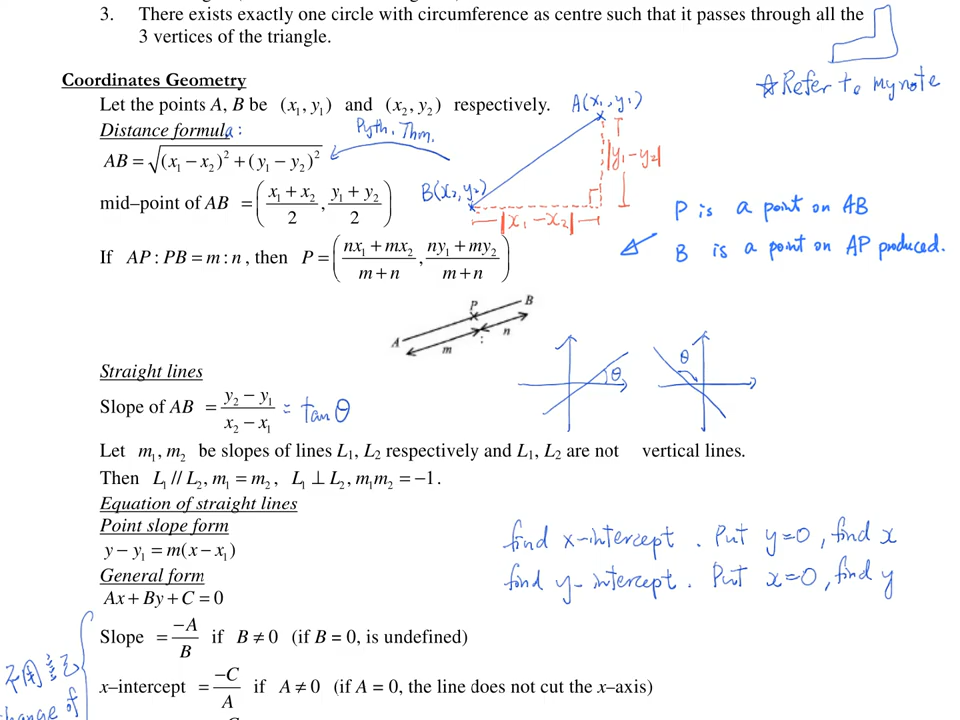 3. There exists exactly one circle with circumference as centre such that it passes through all the
3 vertices of the triangle.
☆Refer to my note
Coordinates Geometry
Let the points A, B be (x₁, y₁) and (x₂, y₂) respectively.
A(x₁, y₁)
Distance formula:
Pyth. Thm.
AB = √((x₁ − x₂)² + (y₁ − y₂)²)
|y₁−y₂|
B(x₂, y₂)
mid–point of AB = ((x₁ + x₂)/2, (y₁ + y₂)/2)
|x₁−x₂|
P is a point on AB
B is a point on AP produced.
If AP : PB = m : n, then P = ((nx₁ + mx₂)/(m + n), (ny₁ + my₂)/(m + n))
P B
A m n
Straight lines
θ θ
Slope of AB = (y₂ − y₁)/(x₂ − x₁) = tan θ
Let m₁, m₂ be slopes of lines L₁, L₂ respectively and L₁, L₂ are not vertical lines.
Then L₁ // L₂, m₁ = m₂, L₁ ⊥ L₂, m₁m₂ = −1.
Equation of straight lines
Point slope form
y − y₁ = m(x − x₁)
find x-intercept. Put y=0, find x
General form
find y-intercept. Put x=0, find y
Ax + By + C = 0
Slope = −A/B if B ≠ 0 (if B = 0, is undefined)
不用記
x–intercept = −C/A if A ≠ 0 (if A = 0, the line does not cut the x–axis)
change of